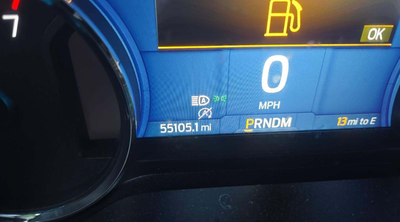 7
OK
0
MPH
A
A
55105.1 mi
PRNDM
13 mi to E